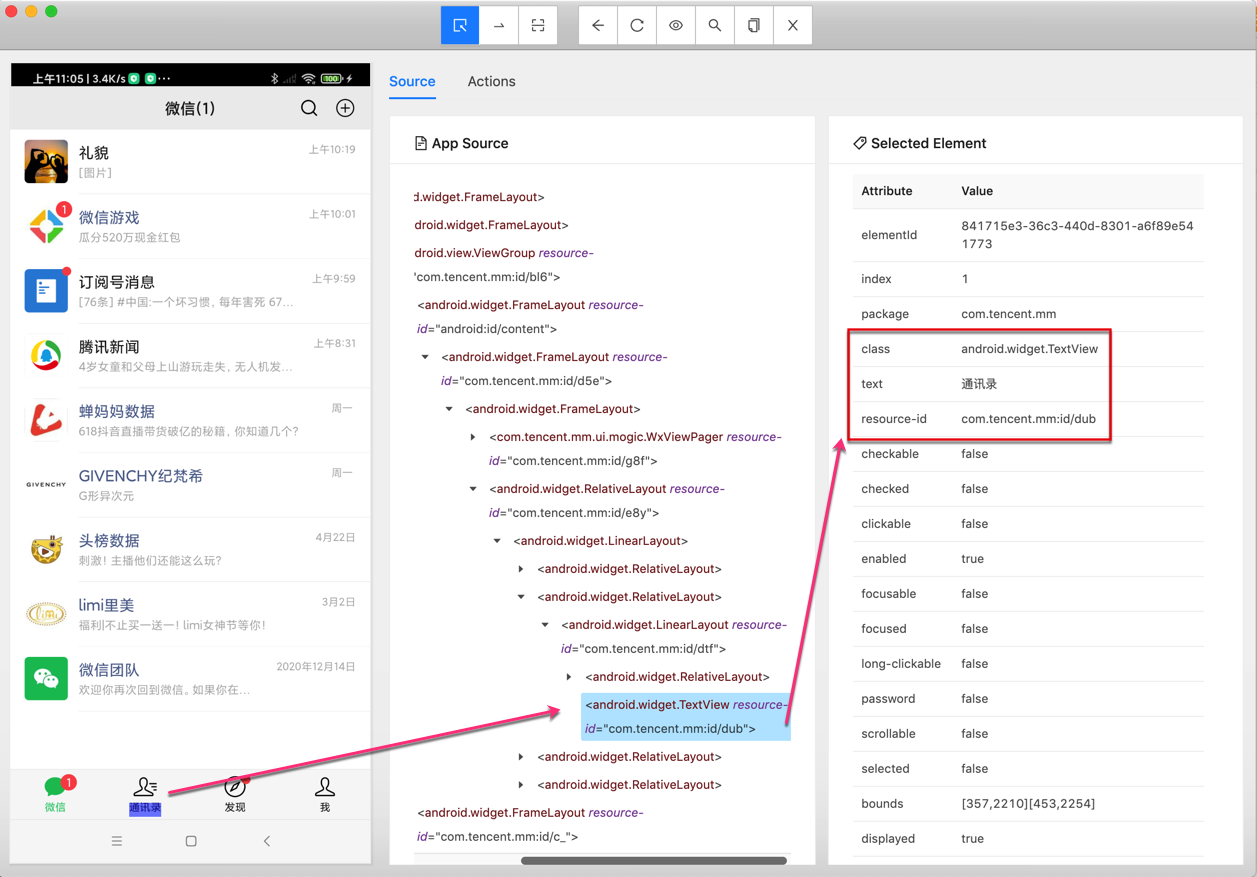 上午11:05 | 3.4K/s ···
100
微信(1)
礼貌
上午10:19
[图片]
1
微信游戏
上午10:01
瓜分520万现金红包
订阅号消息
上午9:59
[76条] #中国:一个坏习惯，每年害死 67...
腾讯新闻
上午8:31
4岁女童和父母上山游玩走失，无人机发...
蝉妈妈数据
周一
618抖音直播带货破亿的秘籍，你知道几个？
GIVENCHY
GIVENCHY纪梵希
周一
G形异次元
头榜数据
4月22日
刺激！主播他们还能这么玩？
limi
limi里美
3月2日
福利|不止买一送一！limi女神节等你！
微信团队
2020年12月14日
欢迎你再次回到微信。如果你在...
1
微信
通讯录
发现
我
Source
Actions
App Source
d.widget.FrameLayout>
droid.widget.FrameLayout>
droid.view.ViewGroup resource-
"com.tencent.mm:id/bl6">
<android.widget.FrameLayout resource-
id="android:id/content">
<android.widget.FrameLayout resource-
id="com.tencent.mm:id/d5e">
<android.widget.FrameLayout>
<com.tencent.mm.ui.mogic.WxViewPager resource-
id="com.tencent.mm:id/g8f">
<android.widget.RelativeLayout resource-
id="com.tencent.mm:id/e8y">
<android.widget.LinearLayout>
<android.widget.RelativeLayout>
<android.widget.RelativeLayout>
<android.widget.LinearLayout resource-
id="com.tencent.mm:id/dtf">
<android.widget.RelativeLayout>
<android.widget.TextView resource-
id="com.tencent.mm:id/dub">
<android.widget.RelativeLayout>
<android.widget.RelativeLayout>
<android.widget.FrameLayout resource-
id="com.tencent.mm:id/c_">
Selected Element
Attribute Value
elementId 841715e3-36c3-440d-8301-a6f89e54
1773
index 1
package com.tencent.mm
class android.widget.TextView
text 通讯录
resource-id com.tencent.mm:id/dub
checkable false
checked false
clickable false
enabled true
focusable false
focused false
long-clickable false
password false
scrollable false
selected false
bounds [357,2210][453,2254]
displayed true